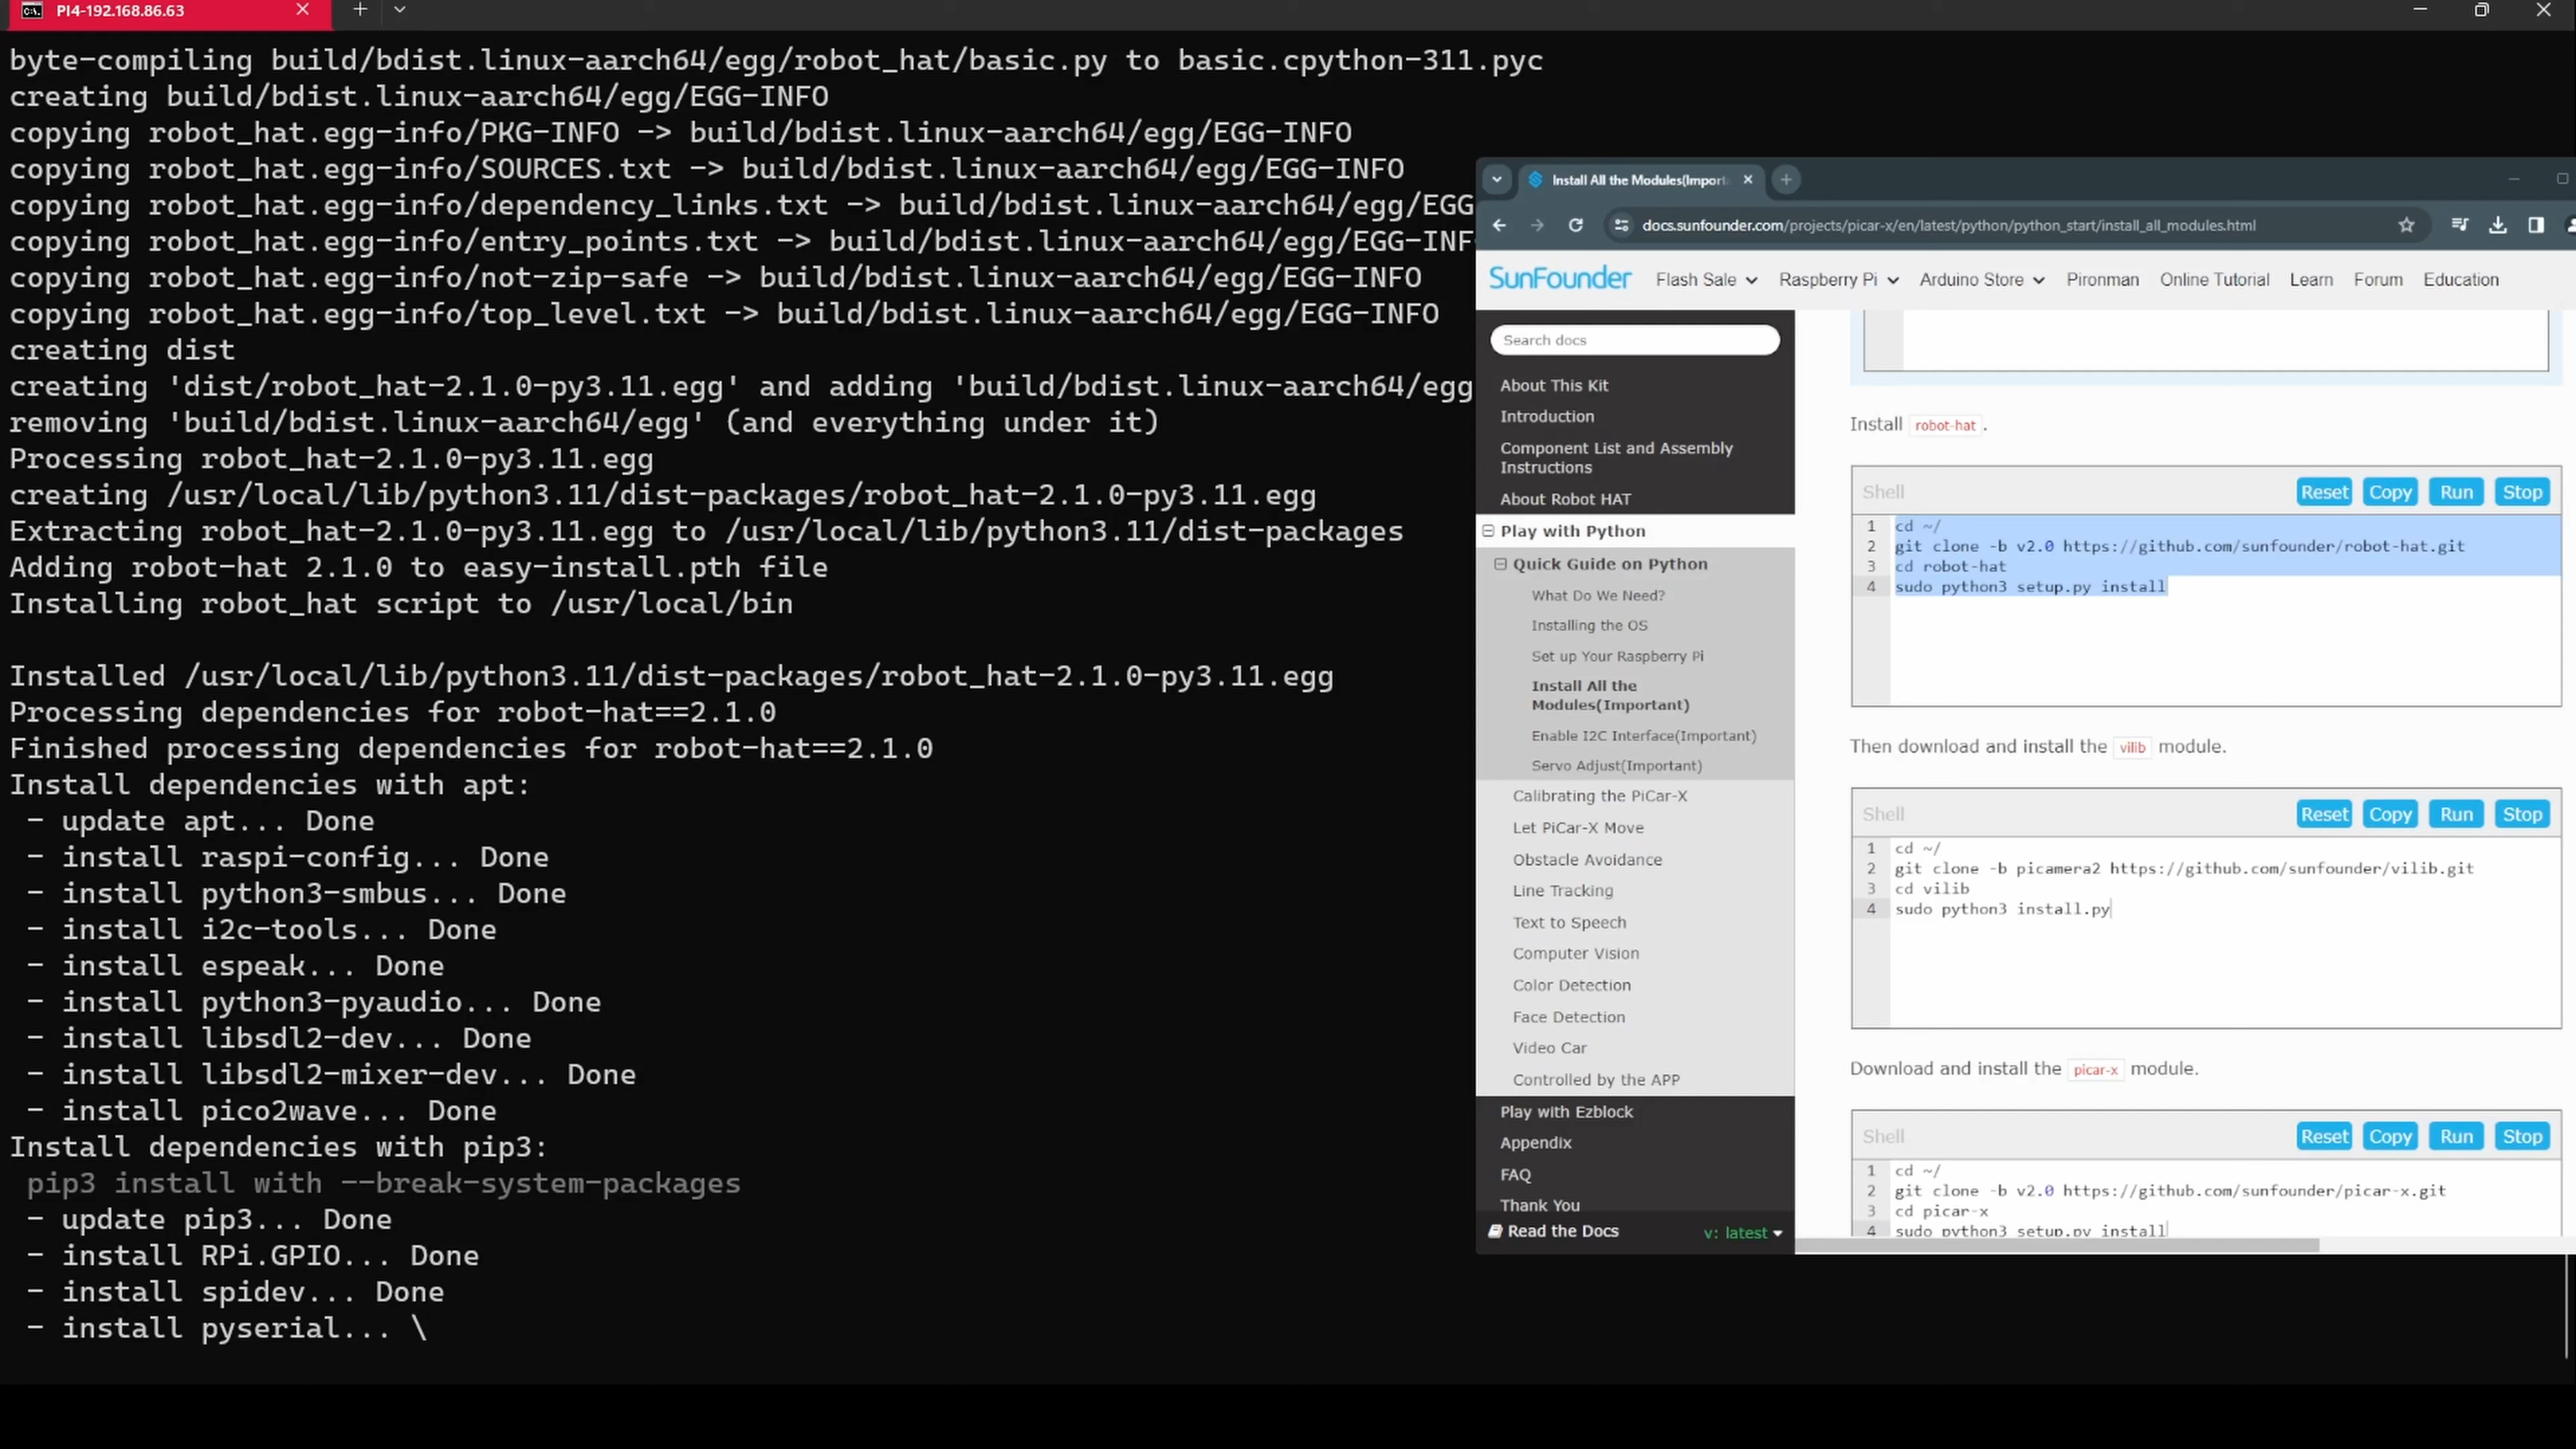 PI4-192.168.86.63
byte-compiling build/bdist.linux-aarch64/egg/robot_hat/basic.py to basic.cpython-311.pyc
creating build/bdist.linux-aarch64/egg/EGG-INFO
copying robot_hat.egg-info/PKG-INFO -> build/bdist.linux-aarch64/egg/EGG-INFO
copying robot_hat.egg-info/SOURCES.txt -> build/bdist.linux-aarch64/egg/EGG-INFO
copying robot_hat.egg-info/dependency_links.txt -> build/bdist.linux-aarch64/egg/EGG
copying robot_hat.egg-info/entry_points.txt -> build/bdist.linux-aarch64/egg/EGG-INF
copying robot_hat.egg-info/not-zip-safe -> build/bdist.linux-aarch64/egg/EGG-INFO
copying robot_hat.egg-info/top_level.txt -> build/bdist.linux-aarch64/egg/EGG-INFO
creating dist
creating 'dist/robot_hat-2.1.0-py3.11.egg' and adding 'build/bdist.linux-aarch64/egg
removing 'build/bdist.linux-aarch64/egg' (and everything under it)
Processing robot_hat-2.1.0-py3.11.egg
creating /usr/local/lib/python3.11/dist-packages/robot_hat-2.1.0-py3.11.egg
Extracting robot_hat-2.1.0-py3.11.egg to /usr/local/lib/python3.11/dist-packages
Adding robot-hat 2.1.0 to easy-install.pth file
Installing robot_hat script to /usr/local/bin
Installed /usr/local/lib/python3.11/dist-packages/robot_hat-2.1.0-py3.11.egg
Processing dependencies for robot-hat==2.1.0
Finished processing dependencies for robot-hat==2.1.0
Install dependencies with apt:
- update apt... Done
- install raspi-config... Done
- install python3-smbus... Done
- install i2c-tools... Done
- install espeak... Done
- install python3-pyaudio... Done
- install libsdl2-dev... Done
- install libsdl2-mixer-dev... Done
- install pico2wave... Done
Install dependencies with pip3:
pip3 install with --break-system-packages
- update pip3... Done
- install RPi.GPIO... Done
- install spidev... Done
- install pyserial... \
Install All the Modules(Import
docs.sunfounder.com/projects/picar-x/en/latest/python/python_start/install_all_modules.html
SunFounder Flash Sale Raspberry Pi Arduino Store Pironman Online Tutorial Learn Forum Education
Search docs
About This Kit
Introduction
Component List and Assembly
Instructions
About Robot HAT
Play with Python
Quick Guide on Python
What Do We Need?
Installing the OS
Set up Your Raspberry Pi
Install All the
Modules(Important)
Enable I2C Interface(Important)
Servo Adjust(Important)
Calibrating the PiCar-X
Let PiCar-X Move
Obstacle Avoidance
Line Tracking
Text to Speech
Computer Vision
Color Detection
Face Detection
Video Car
Controlled by the APP
Play with Ezblock
Appendix
FAQ
Thank You
Read the Docs v: latest
Install robot-hat.
Shell Reset Copy Run Stop
1 cd ~/
2 git clone -b v2.0 https://github.com/sunfounder/robot-hat.git
3 cd robot-hat
4 sudo python3 setup.py install
Then download and install the vilib module.
Shell Reset Copy Run Stop
1 cd ~/
2 git clone -b picamera2 https://github.com/sunfounder/vilib.git
3 cd vilib
4 sudo python3 install.py
Download and install the picar-x module.
Shell Reset Copy Run Stop
1 cd ~/
2 git clone -b v2.0 https://github.com/sunfounder/picar-x.git
3 cd picar-x
4 sudo python3 setup.py install